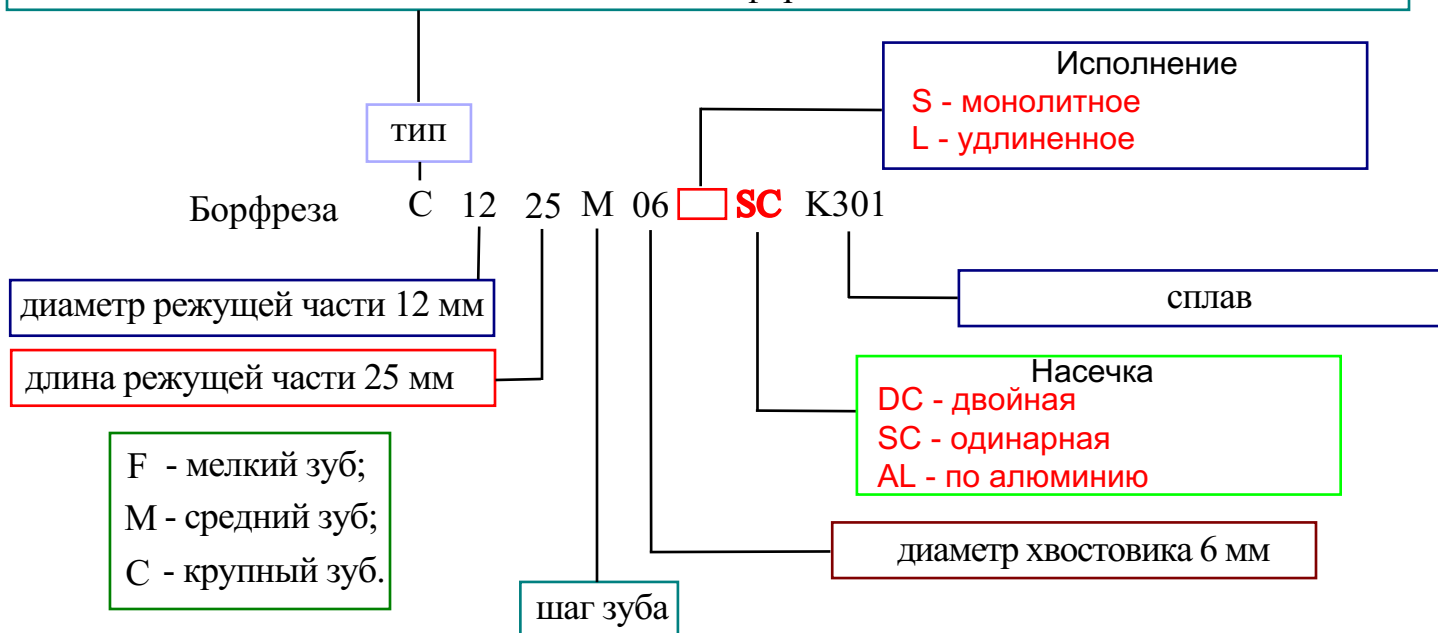 Исполнение
S - монолитное
L - удлиненное
тип
Борфреза С 12 25 М 06 SC К301
диаметр режущей части 12 мм
сплав
длина режущей части 25 мм
Насечка
DC - двойная
SC - одинарная
AL - по алюминию
F - мелкий зуб;
М - средний зуб;
С - крупный зуб.
диаметр хвостовика 6 мм
шаг зуба